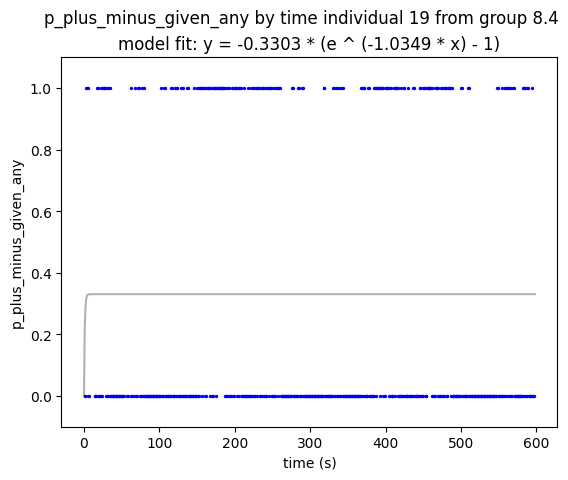 p_plus_minus_given_any by time individual 19 from group 8.4
model fit: y = -0.3303 * (e ^ (-1.0349 * x) - 1)
1.0
0.8
0.6
0.4
0.2
0.0
p_plus_minus_given_any
0 100 200 300 400 500 600
time (s)